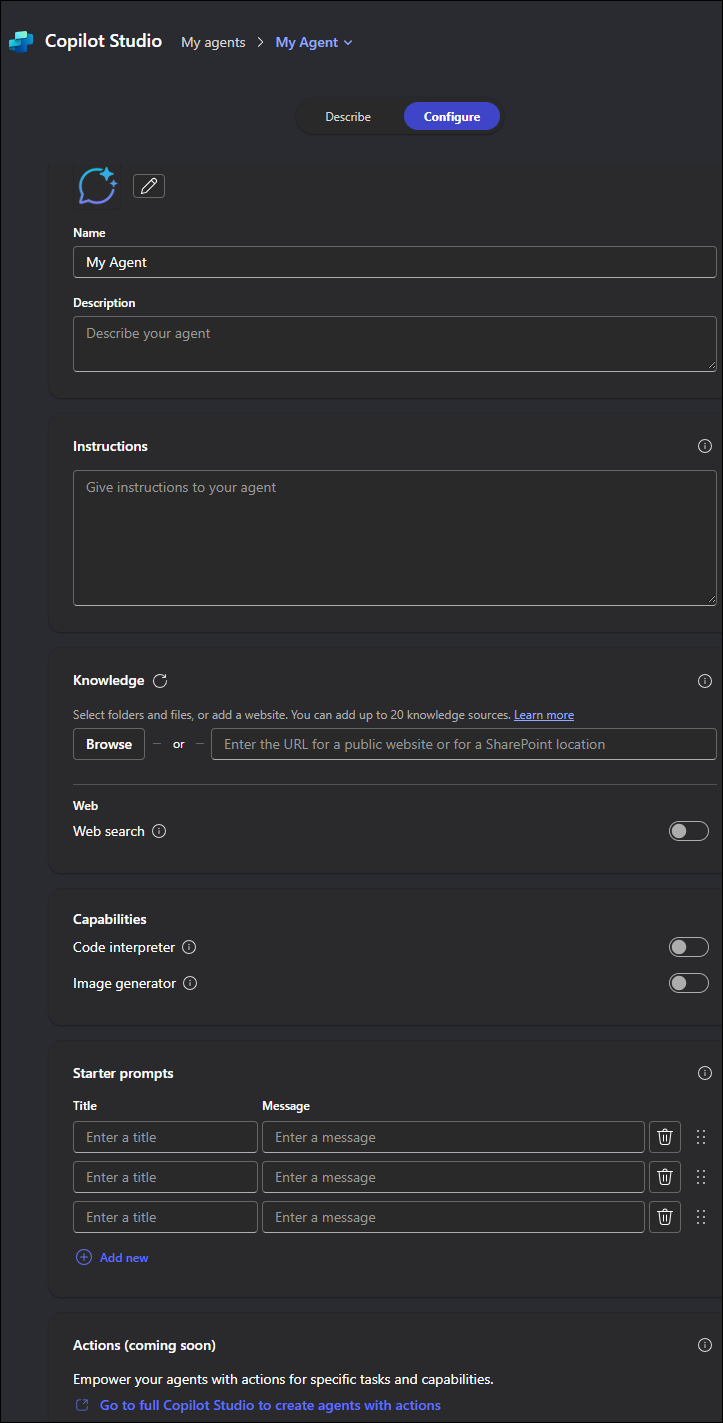 Copilot Studio My agents > My Agent
Describe Configure
Name
My Agent
Description
Describe your agent
Instructions
Give instructions to your agent
Knowledge
Select folders and files, or add a website. You can add up to 20 knowledge sources. Learn more
Browse – or – Enter the URL for a public website or for a SharePoint location
Web
Web search
Capabilities
Code interpreter
Image generator
Starter prompts
Title Message
Enter a title Enter a message
Enter a title Enter a message
Enter a title Enter a message
Add new
Actions (coming soon)
Empower your agents with actions for specific tasks and capabilities.
Go to full Copilot Studio to create agents with actions